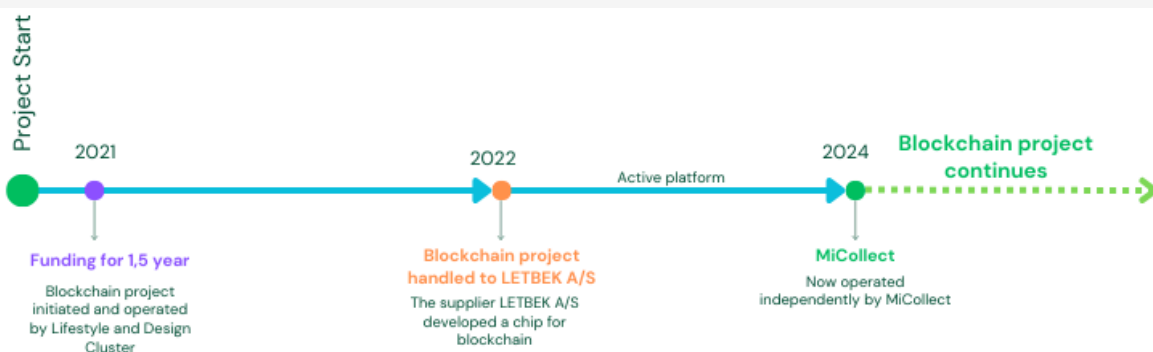 Project Start
2021
Funding for 1,5 year
Blockchain project
initiated and operated
by Lifestyle and Design
Cluster
2022
Blockchain project
handled to LETBEK A/S
The supplier LETBEK A/S
developed a chip for
blockchain
Active platform
2024
MiCollect
Now operated
independently by MiCollect
Blockchain project
continues